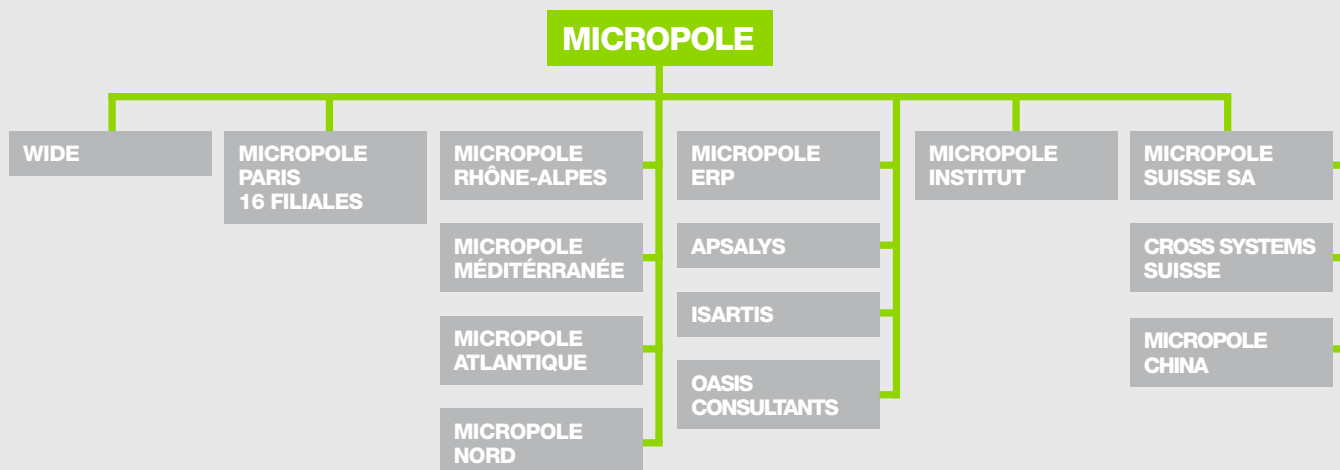 MICROPOLE
WIDE
MICROPOLE
PARIS
16 FILIALES
MICROPOLE
RHÔNE-ALPES
MICROPOLE
MÉDITÉRRANÉE
MICROPOLE
ATLANTIQUE
MICROPOLE
NORD
MICROPOLE
ERP
APSALYS
ISARTIS
OASIS
CONSULTANTS
MICROPOLE
INSTITUT
MICROPOLE
SUISSE SA
CROSS SYSTEMS
SUISSE
MICROPOLE
CHINA